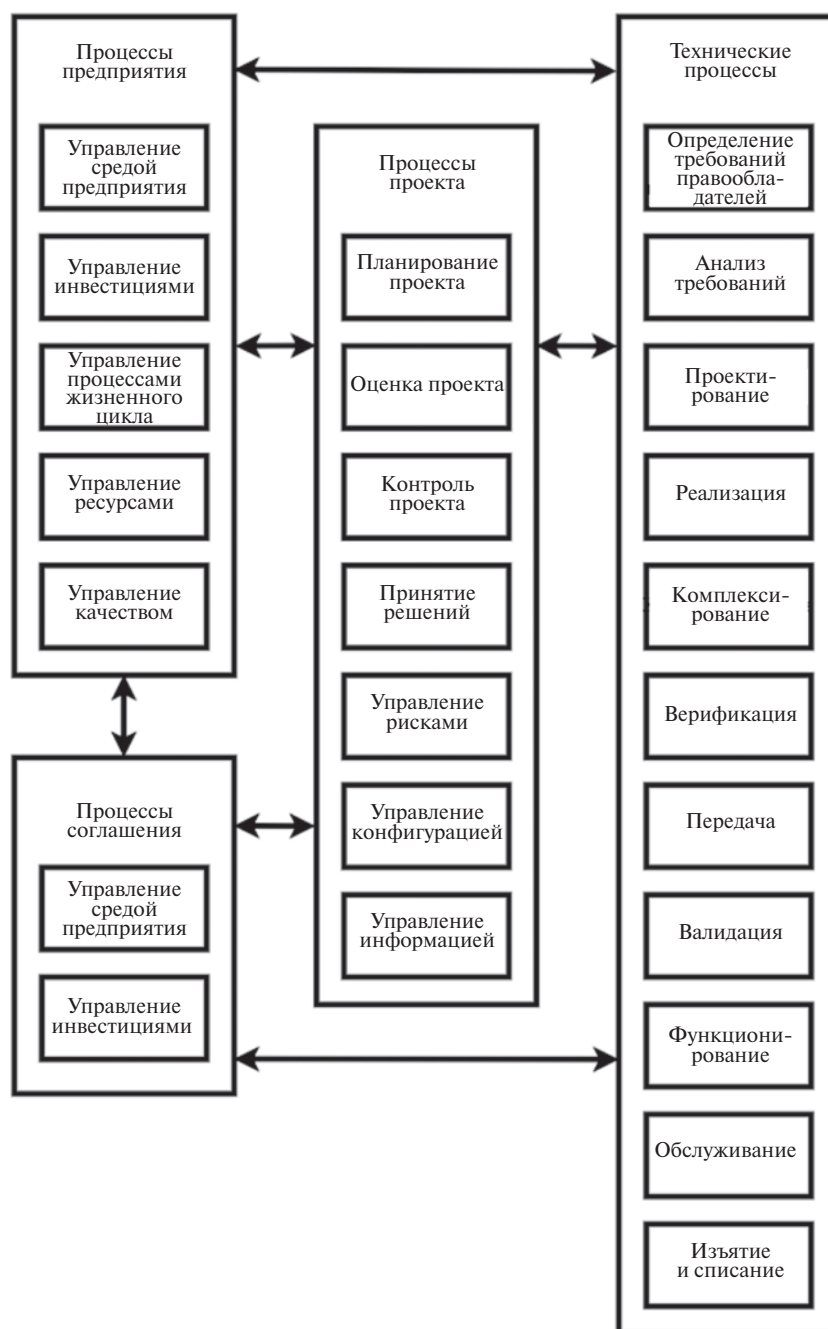 Процессы
предприятия
Управление
средой
предприятия
Управление
инвестициями
Управление
процессами
жизненного
цикла
Управление
ресурсами
Управление
качеством
Процессы
соглашения
Управление
средой
предприятия
Управление
инвестициями
Процессы
проекта
Планирование
проекта
Оценка проекта
Контроль
проекта
Принятие
решений
Управление
рисками
Управление
конфигурацией
Управление
информацией
Технические
процессы
Определение
требований
правообла-
дателей
Анализ
требований
Проекти-
рование
Реализация
Комплекси-
рование
Верификация
Передача
Валидация
Функциони-
рование
Обслуживание
Изъятие
и списание